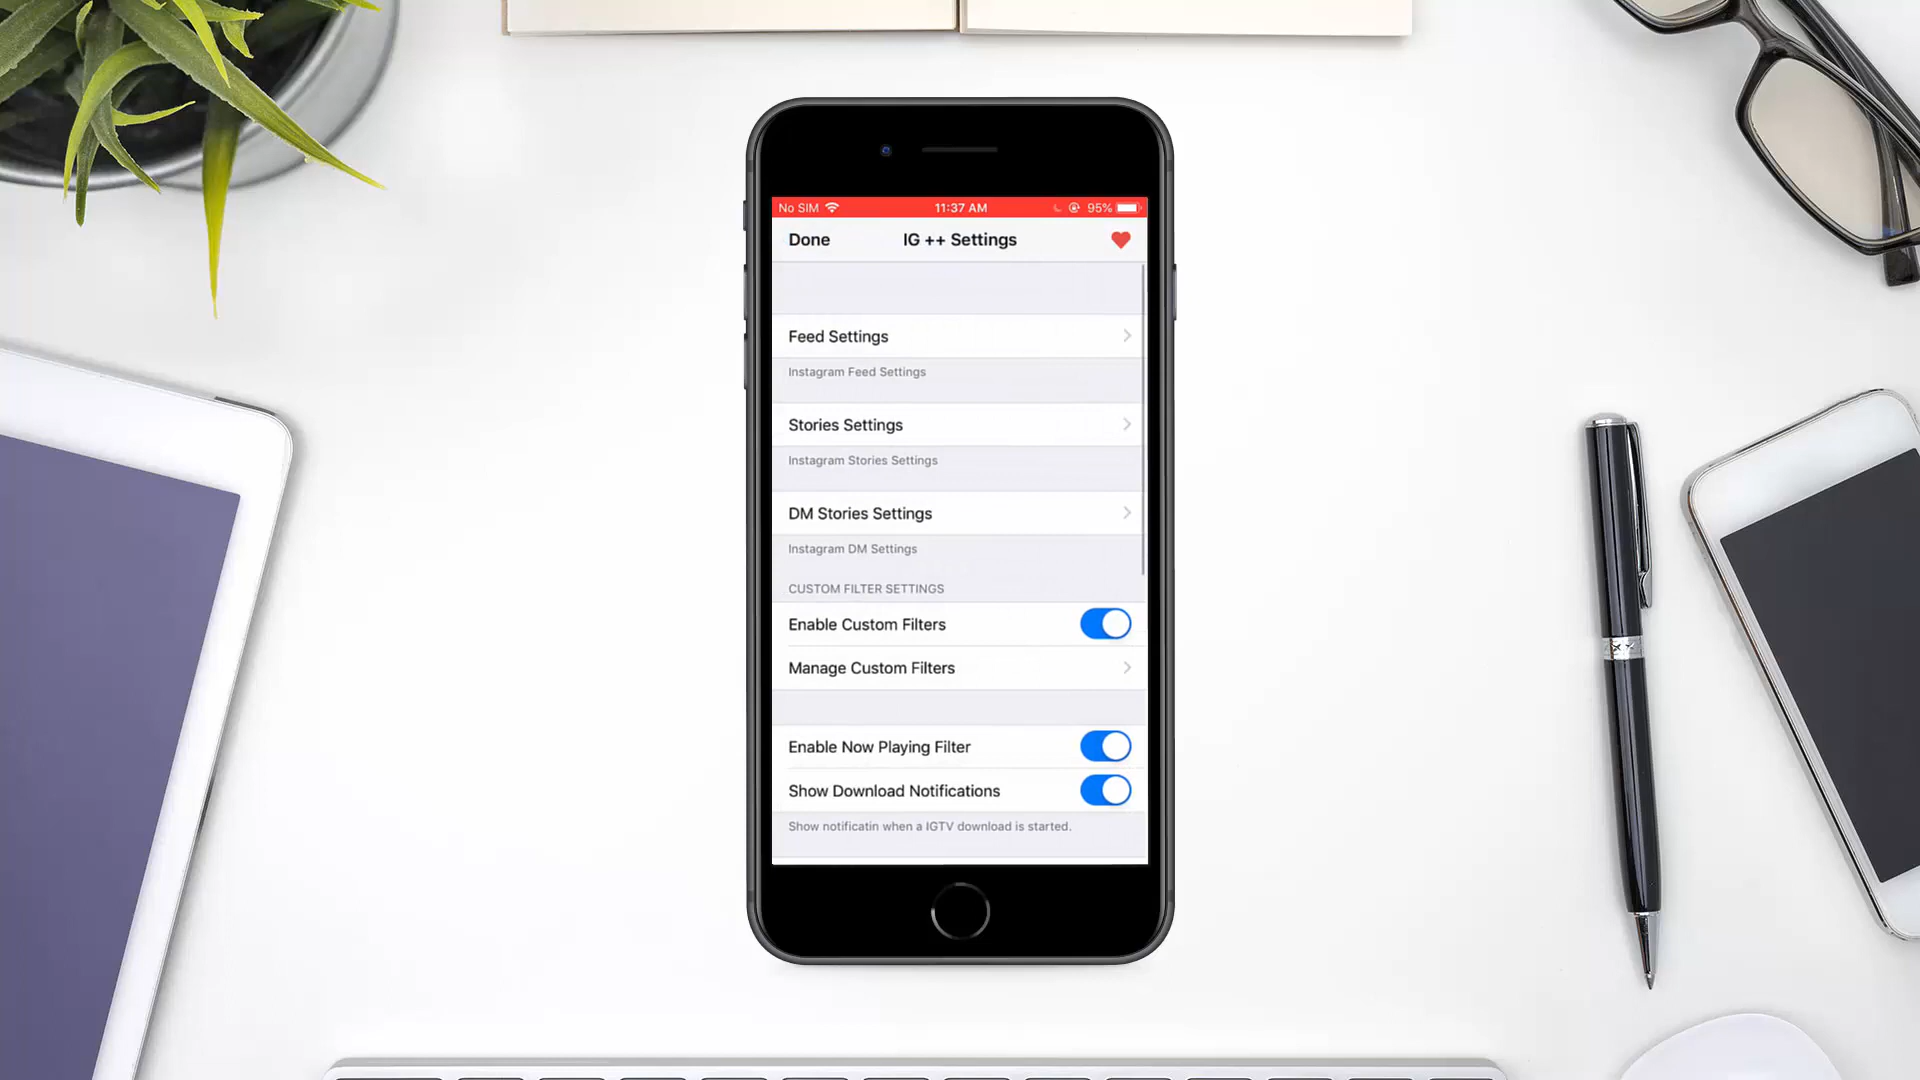 No SIM 11:37 AM 95%
Done IG ++ Settings
Feed Settings
Instagram Feed Settings
Stories Settings
Instagram Stories Settings
DM Stories Settings
Instagram DM Settings
CUSTOM FILTER SETTINGS
Enable Custom Filters
Manage Custom Filters
Enable Now Playing Filter
Show Download Notifications
Show notificatin when a IGTV download is started.